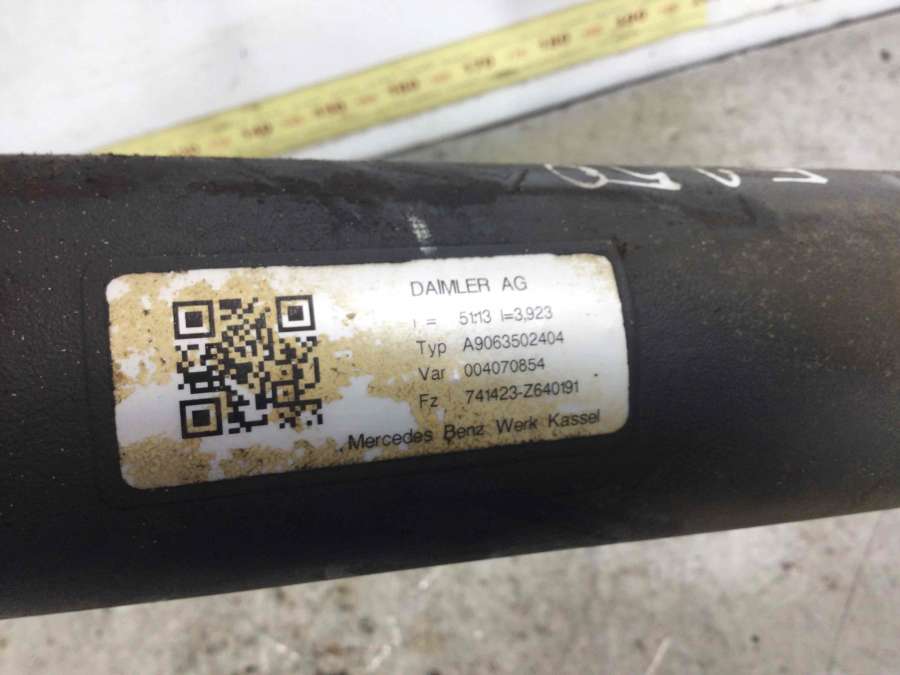 DAIMLER AG
i = 51:13 I=3,923
Typ A9063502404
Var 004070854
Fz 741423-Z640191
Mercedes Benz Werk Kassel